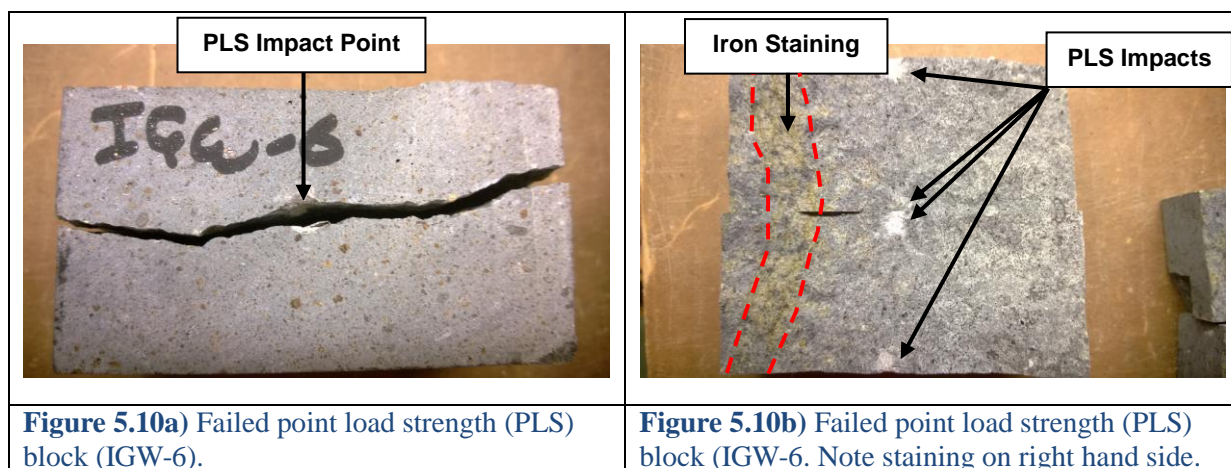 PLS Impact Point
IGW-6
Iron Staining
PLS Impacts
Figure 5.10a) Failed point load strength (PLS)
block (IGW-6).
Figure 5.10b) Failed point load strength (PLS)
block (IGW-6. Note staining on right hand side.